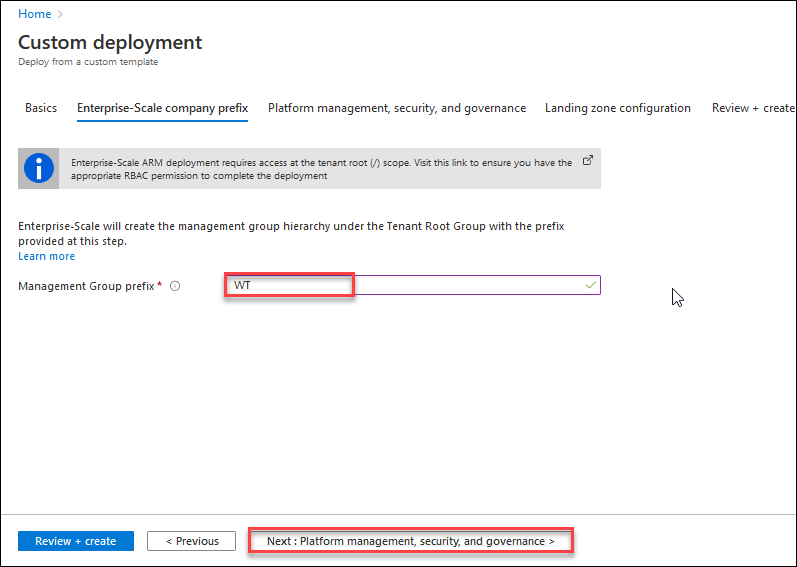 Home >
Custom deployment
Deploy from a custom template
Basics Enterprise-Scale company prefix Platform management, security, and governance Landing zone configuration Review + create
Enterprise-Scale ARM deployment requires access at the tenant root (/) scope. Visit this link to ensure you have the
appropriate RBAC permission to complete the deployment
Enterprise-Scale will create the management group hierarchy under the Tenant Root Group with the prefix
provided at this step.
Learn more
Management Group prefix *
WT
Review + create < Previous Next : Platform management, security, and governance >